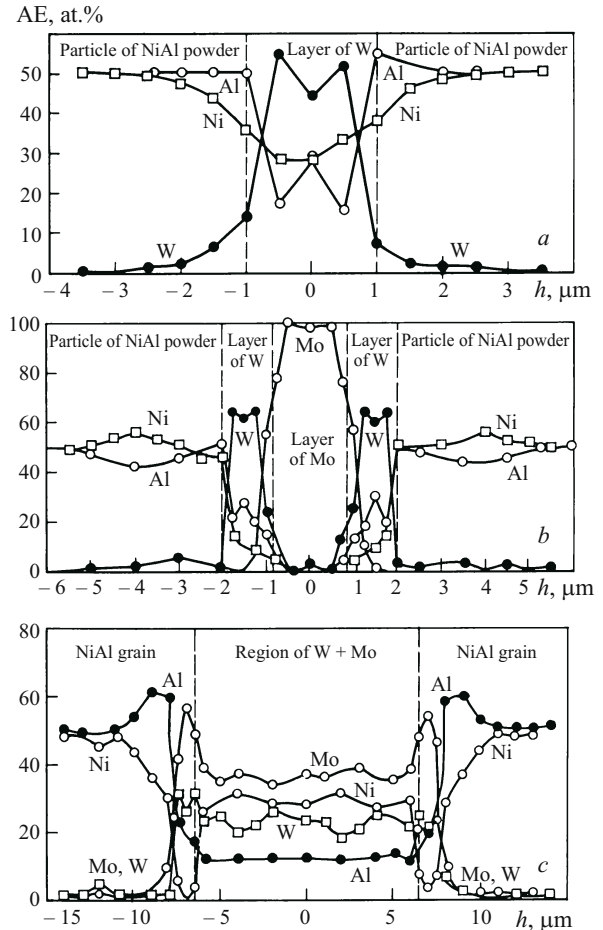 AE, at.%
Particle of NiAl powder Layer of W Particle of NiAl powder
60
50
40
30
20
10
0
Al Al
Ni Ni
W W
a
– 4 – 3 – 2 – 1 0 1 2 3 h, μm
100
80
60
40
20
0
Particle of NiAl powder Layer of W Mo Layer of W Particle of NiAl powder
Ni W Layer of Mo W Ni
Al Al
b
– 6 – 5 – 4 – 3 – 2 –1 0 1 2 3 4 5 h, μm
80
60
40
20
0
NiAl grain Region of W + Mo NiAl grain
Al Al
Ni Mo Ni
Ni
W
Mo, W Al Mo, W
c
– 15 – 10 –5 0 5 10 h, μm